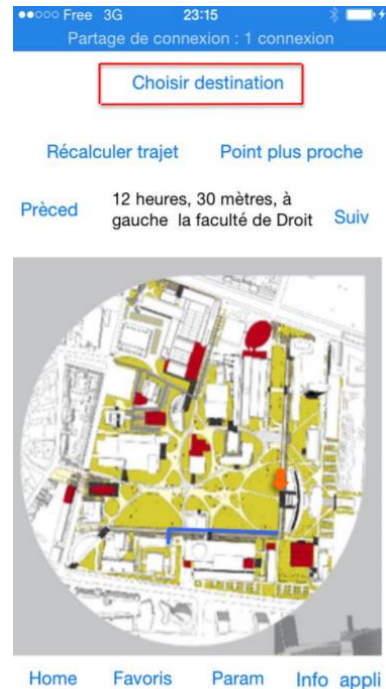 Free 3G 23:15
Partage de connexion : 1 connexion
Choisir destination
Récalculer trajet Point plus proche
Prèced 12 heures, 30 mètres, à gauche la faculté de Droit Suiv
Home Favoris Param Info appli